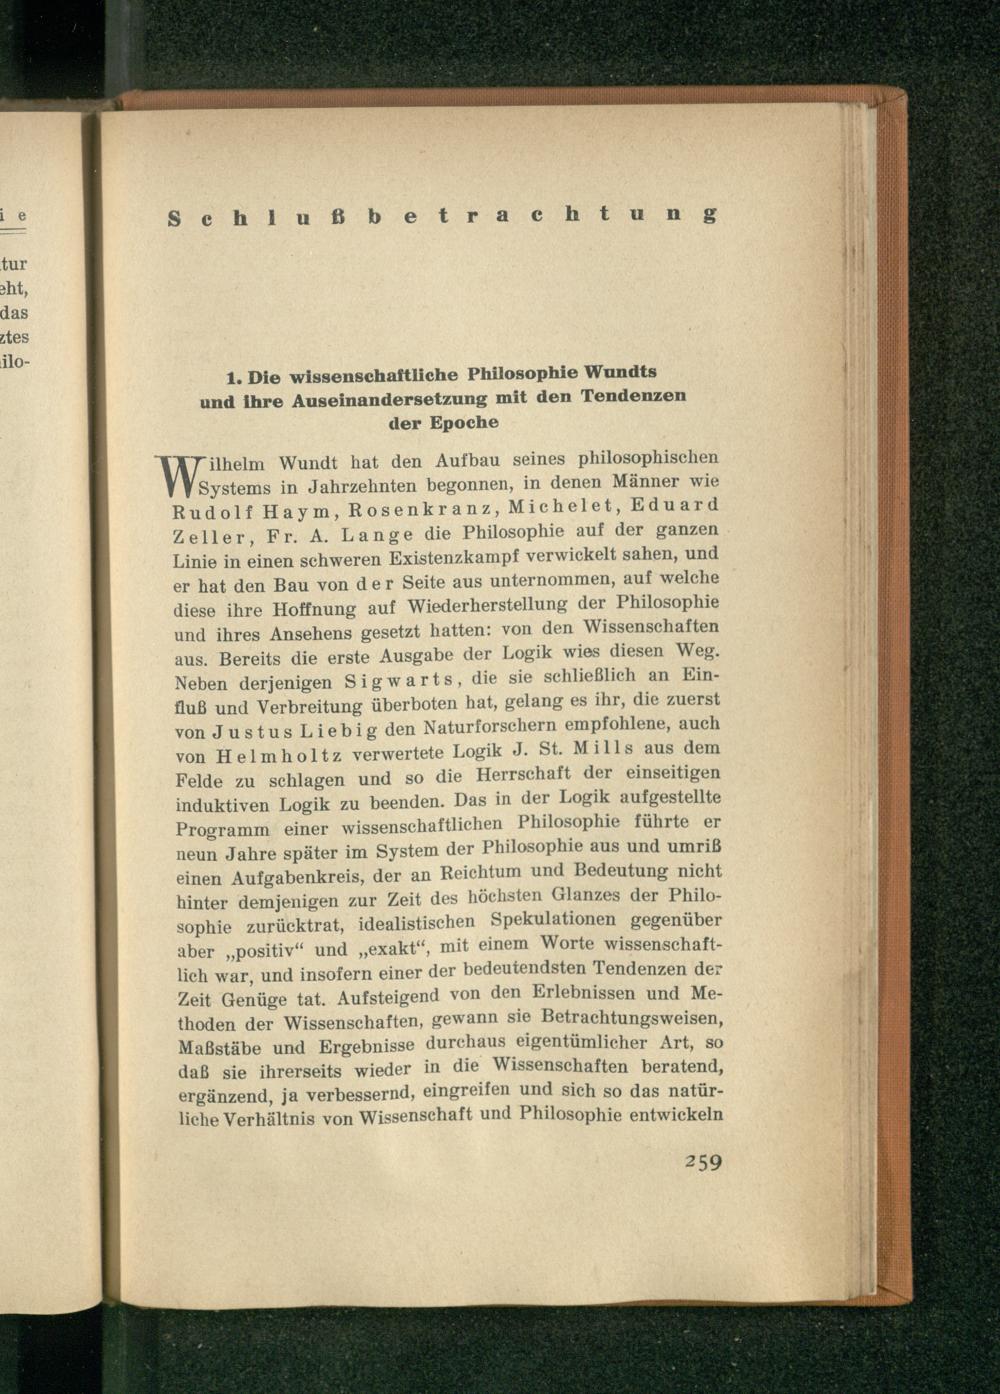 i e
tur
eht,
das
ztes
ilo-
Schlußbetrachtung
1. Die wissenschaftliche Philosophie Wundts
und ihre Auseinandersetzung mit den Tendenzen
der Epoche
Wilhelm Wundt hat den Aufbau seines philosophischen
Systems in Jahrzehnten begonnen, in denen Männer wie
Rudolf Haym, Rosenkranz, Michelet, Eduard
Zeller, Fr. A. Lange die Philosophie auf der ganzen
Linie in einen schweren Existenzkampf verwickelt sahen, und
er hat den Bau von der Seite aus unternommen, auf welche
diese ihre Hoffnung auf Wiederherstellung der Philosophie
und ihres Ansehens gesetzt hatten: von den Wissenschaften
aus. Bereits die erste Ausgabe der Logik wies diesen Weg.
Neben derjenigen Sigwarts, die sie schließlich an Ein-
fluß und Verbreitung überboten hat, gelang es ihr, die zuerst
von Justus Liebig den Naturforschern empfohlene, auch
von Helmholtz verwertete Logik J. St. Mills aus dem
Felde zu schlagen und so die Herrschaft der einseitigen
induktiven Logik zu beenden. Das in der Logik aufgestellte
Programm einer wissenschaftlichen Philosophie führte er
neun Jahre später im System der Philosophie aus und umriß
einen Aufgabenkreis, der an Reichtum und Bedeutung nicht
hinter demjenigen zur Zeit des höchsten Glanzes der Philo-
sophie zurücktrat, idealistischen Spekulationen gegenüber
aber „positiv“ und „exakt“, mit einem Worte wissenschaft-
lich war, und insofern einer der bedeutendsten Tendenzen der
Zeit Genüge tat. Aufsteigend von den Erlebnissen und Me-
thoden der Wissenschaften, gewann sie Betrachtungsweisen,
Maßstäbe und Ergebnisse durchaus eigentümlicher Art, so
daß sie ihrerseits wieder in die Wissenschaften beratend,
ergänzend, ja verbessernd, eingreifen und sich so das natür-
liche Verhältnis von Wissenschaft und Philosophie entwickeln
259